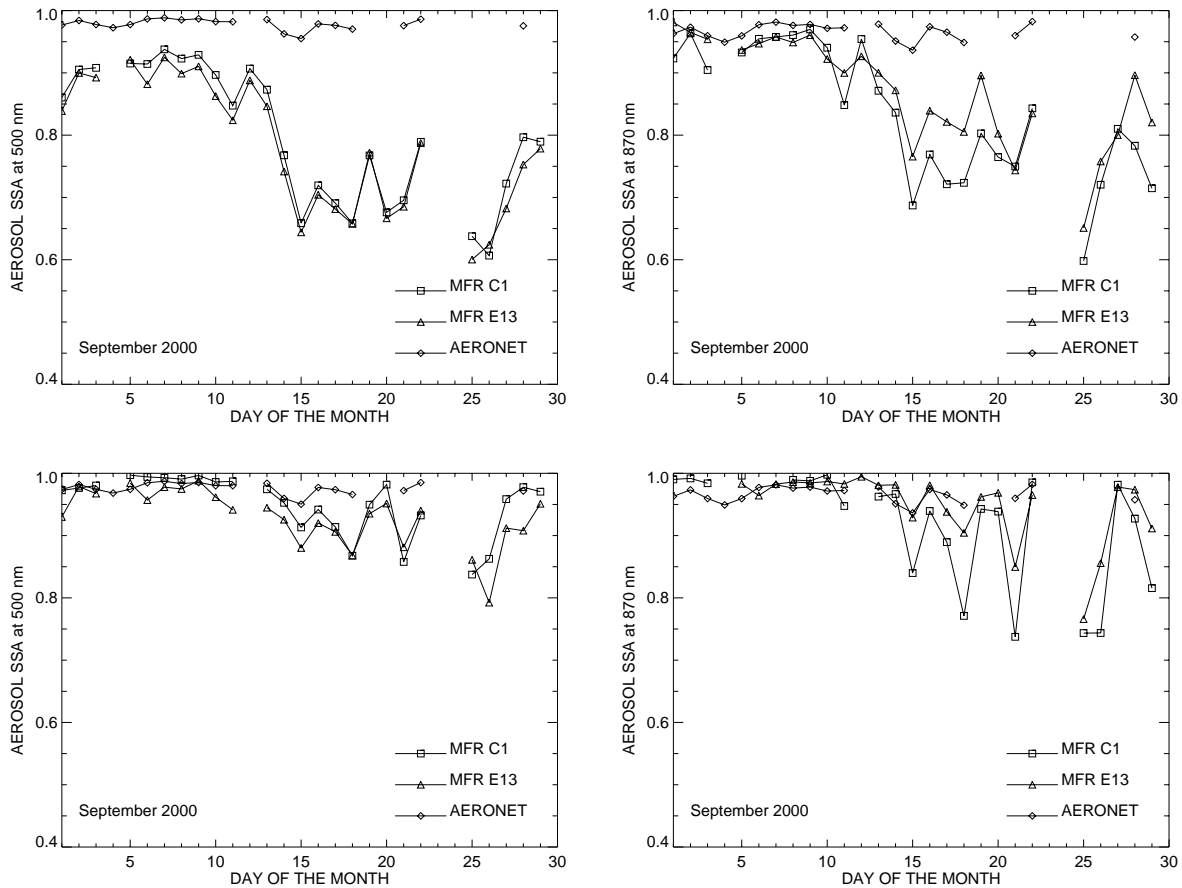 1.0
0.8
0.6
0.4
AEROSOL SSA at 500 nm
MFR C1
MFR E13
AERONET
September 2000
5 10 15 20 25 30
DAY OF THE MONTH
1.0
0.8
0.6
0.4
AEROSOL SSA at 870 nm
MFR C1
MFR E13
AERONET
September 2000
5 10 15 20 25 30
DAY OF THE MONTH
1.0
0.8
0.6
0.4
AEROSOL SSA at 500 nm
MFR C1
MFR E13
AERONET
September 2000
5 10 15 20 25 30
DAY OF THE MONTH
1.0
0.8
0.6
0.4
AEROSOL SSA at 870 nm
MFR C1
MFR E13
AERONET
September 2000
5 10 15 20 25 30
DAY OF THE MONTH